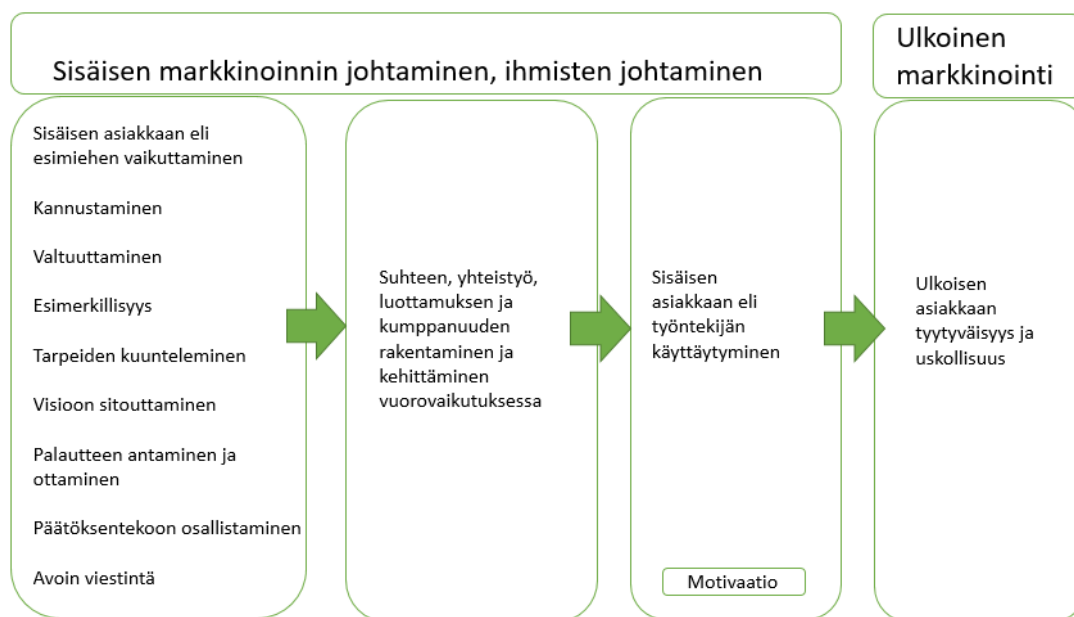 Sisäisen markkinoinnin johtaminen, ihmisten johtaminen
Ulkoinen
markkinointi
Sisäisen asiakkaan eli
esimiehen vaikuttaminen
Kannustaminen
Valtuuttaminen
Esimerkillisyys
Tarpeiden kuunteleminen
Visioon sitouttaminen
Palautteen antaminen ja
ottaminen
Päätöksentekoon osallistaminen
Avoin viestintä
Suhteen, yhteistyö,
luottamuksen ja
kumppanuuden
rakentaminen ja
kehittäminen
vuorovaikutuksessa
Sisäisen
asiakkaan eli
työntekijän
käyttäytyminen
Motivaatio
Ulkoisen
asiakkaan
tyytyväisyys ja
uskollisuus